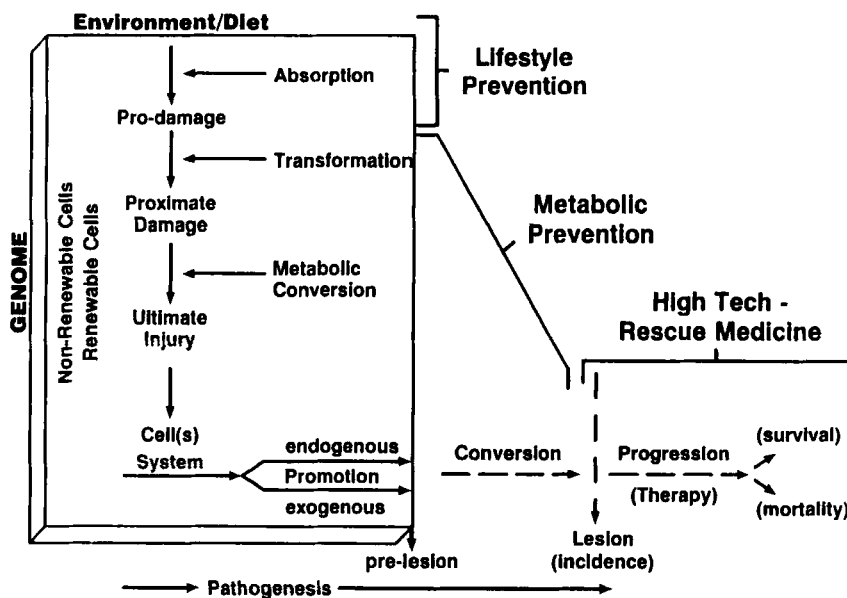 Environment/DIet
Absorption
Pro-damage
Transformation
Proximate
Damage
Metabolic
Conversion
Ultimate
Injury
Cell(s)
System
endogenous
Promotion
exogenous
GENOME
Non-Renewable Cells
Renewable Cells
Lifestyle
Prevention
Metabolic
Prevention
High Tech -
Rescue Medicine
Conversion
Progression
(Therapy)
(survival)
(mortality)
Lesion
(incidence)
pre-lesion
Pathogenesis